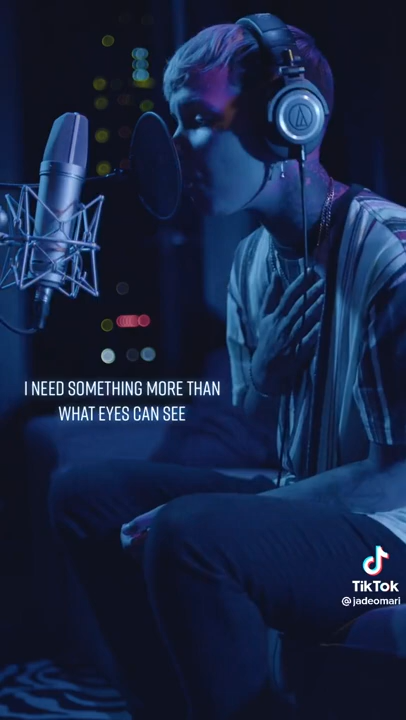 I NEED SOMETHING MORE THAN
WHAT EYES CAN SEE
TikTok
@jadeomari